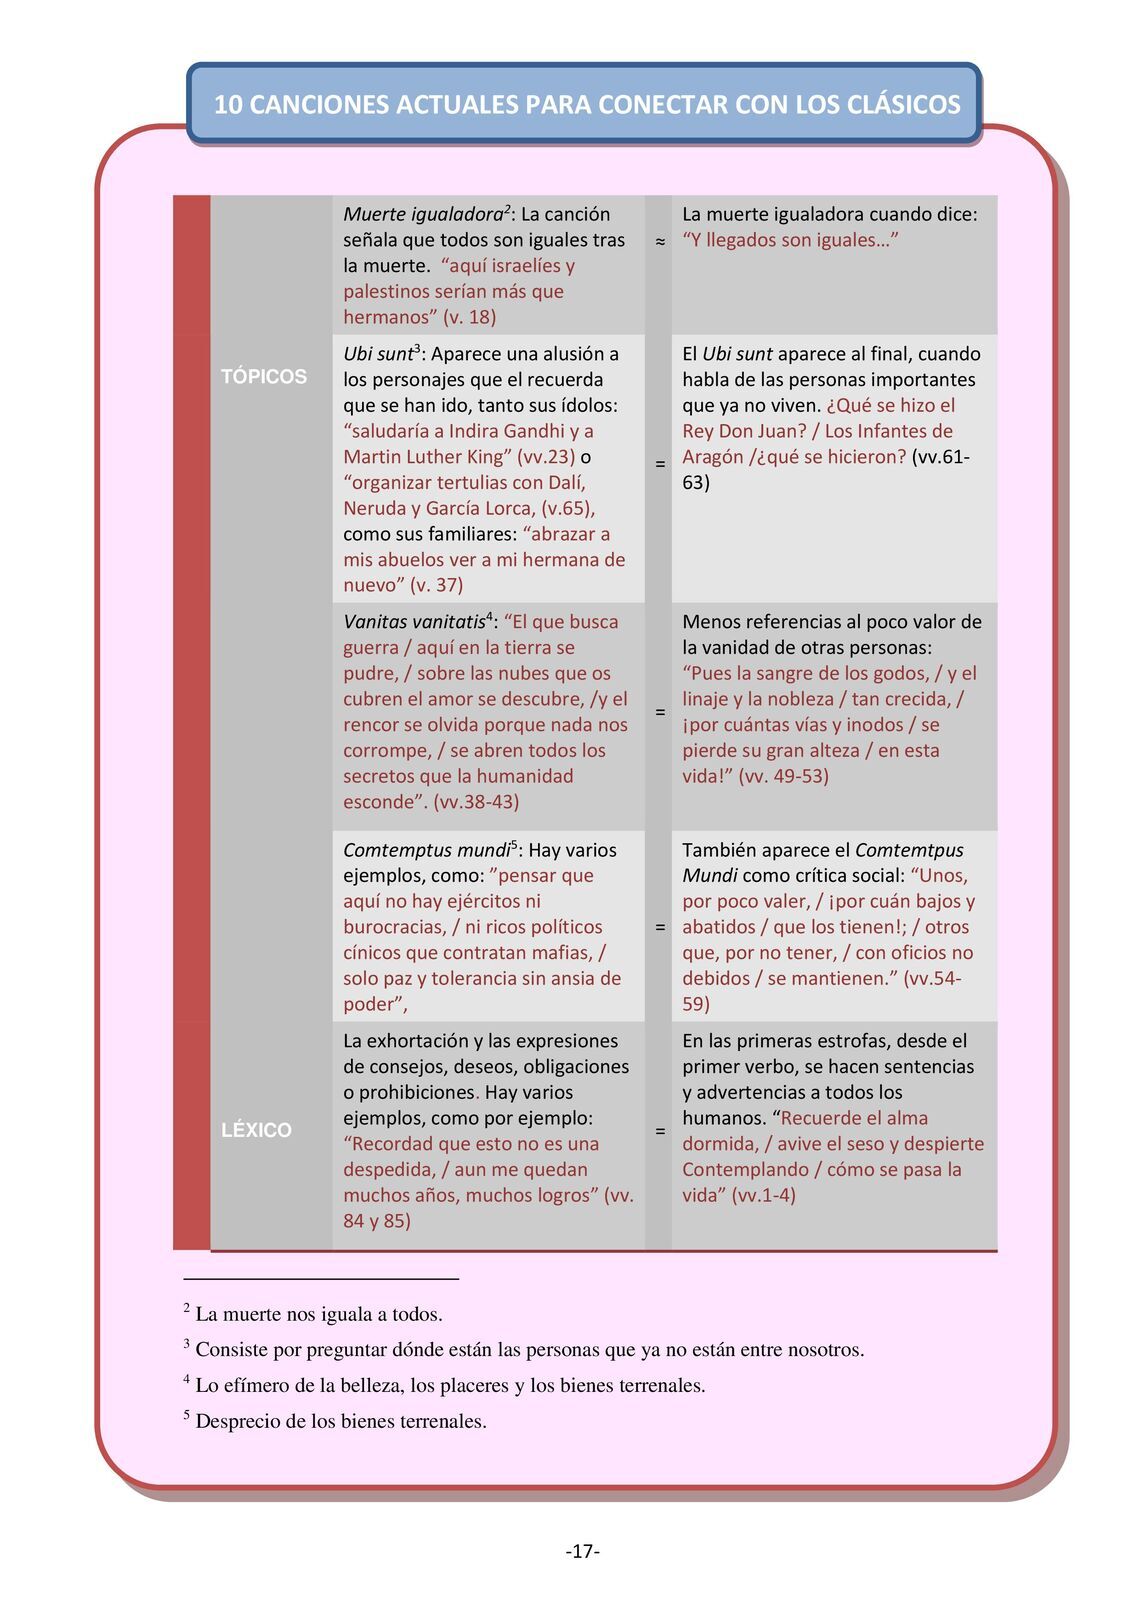 10 CANCIONES ACTUALES PARA CONECTAR CON LOS CLÁSICOS
TÓPICOS
Muerte igualadora2: La canción
señala que todos son iguales tras
la muerte. “aquí israelíes y
palestinos serían más que
hermanos” (v. 18)
≈
La muerte igualadora cuando dice:
“Y llegados son iguales…”
Ubi sunt3: Aparece una alusión a
los personajes que el recuerda
que se han ido, tanto sus ídolos:
“saludaría a Indira Gandhi y a
Martin Luther King” (vv.23) o
“organizar tertulias con Dalí,
Neruda y García Lorca, (v.65),
como sus familiares: “abrazar a
mis abuelos ver a mi hermana de
nuevo” (v. 37)
=
El Ubi sunt aparece al final, cuando
habla de las personas importantes
que ya no viven. ¿Qué se hizo el
Rey Don Juan? / Los Infantes de
Aragón /¿qué se hicieron? (vv.61-
63)
Vanitas vanitatis4: “El que busca
guerra / aquí en la tierra se
pudre, / sobre las nubes que os
cubren el amor se descubre, /y el
rencor se olvida porque nada nos
corrompe, / se abren todos los
secretos que la humanidad
esconde”. (vv.38-43)
=
Menos referencias al poco valor de
la vanidad de otras personas:
“Pues la sangre de los godos, / y el
linaje y la nobleza / tan crecida, /
¡por cuántas vías y inodos / se
pierde su gran alteza / en esta
vida!” (vv. 49-53)
Comtemptus mundi5: Hay varios
ejemplos, como: ”pensar que
aquí no hay ejércitos ni
burocracias, / ni ricos políticos
cínicos que contratan mafias, /
solo paz y tolerancia sin ansia de
poder”,
=
También aparece el Comtemtpus
Mundi como crítica social: “Unos,
por poco valer, / ¡por cuán bajos y
abatidos / que los tienen!; / otros
que, por no tener, / con oficios no
debidos / se mantienen.” (vv.54-
59)
LÉXICO
La exhortación y las expresiones
de consejos, deseos, obligaciones
o prohibiciones. Hay varios
ejemplos, como por ejemplo:
“Recordad que esto no es una
despedida, / aun me quedan
muchos años, muchos logros” (vv.
84 y 85)
=
En las primeras estrofas, desde el
primer verbo, se hacen sentencias
y advertencias a todos los
humanos. “Recuerde el alma
dormida, / avive el seso y despierte
Contemplando / cómo se pasa la
vida” (vv.1-4)
2 La muerte nos iguala a todos.
3 Consiste por preguntar dónde están las personas que ya no están entre nosotros.
4 Lo efímero de la belleza, los placeres y los bienes terrenales.
5 Desprecio de los bienes terrenales.
-17-